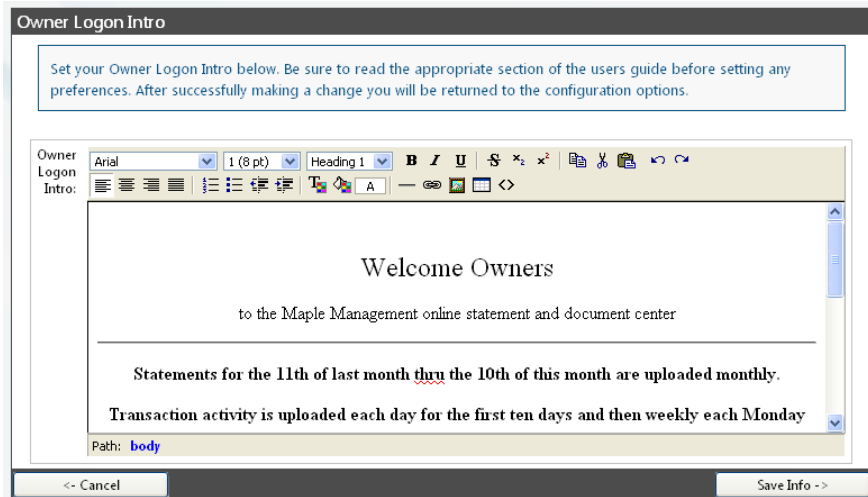 Owner Logon Intro
Set your Owner Logon Intro below. Be sure to read the appropriate section of the users guide before setting any
preferences. After successfully making a change you will be returned to the configuration options.
Owner
Logon
Intro:
Arial 1 (8 pt) Heading 1 B I U S x₂ x²
A
Welcome Owners
to the Maple Management online statement and document center
Statements for the 11th of last month thru the 10th of this month are uploaded monthly.
Transaction activity is uploaded each day for the first ten days and then weekly each Monday
Path: body
<- Cancel
Save Info ->